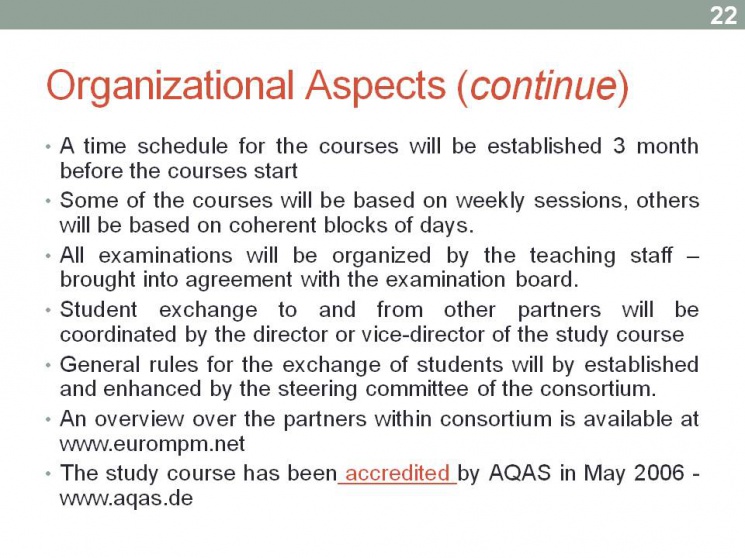 22
Organizational Aspects (continue)
• A time schedule for the courses will be established 3 month
before the courses start
• Some of the courses will be based on weekly sessions, others
will be based on coherent blocks of days.
• All examinations will be organized by the teaching staff –
brought into agreement with the examination board.
• Student exchange to and from other partners will be
coordinated by the director or vice-director of the study course
• General rules for the exchange of students will by established
and enhanced by the steering committee of the consortium.
• An overview over the partners within consortium is available at
www.eurompm.net
• The study course has been accredited by AQAS in May 2006 -
www.aqas.de